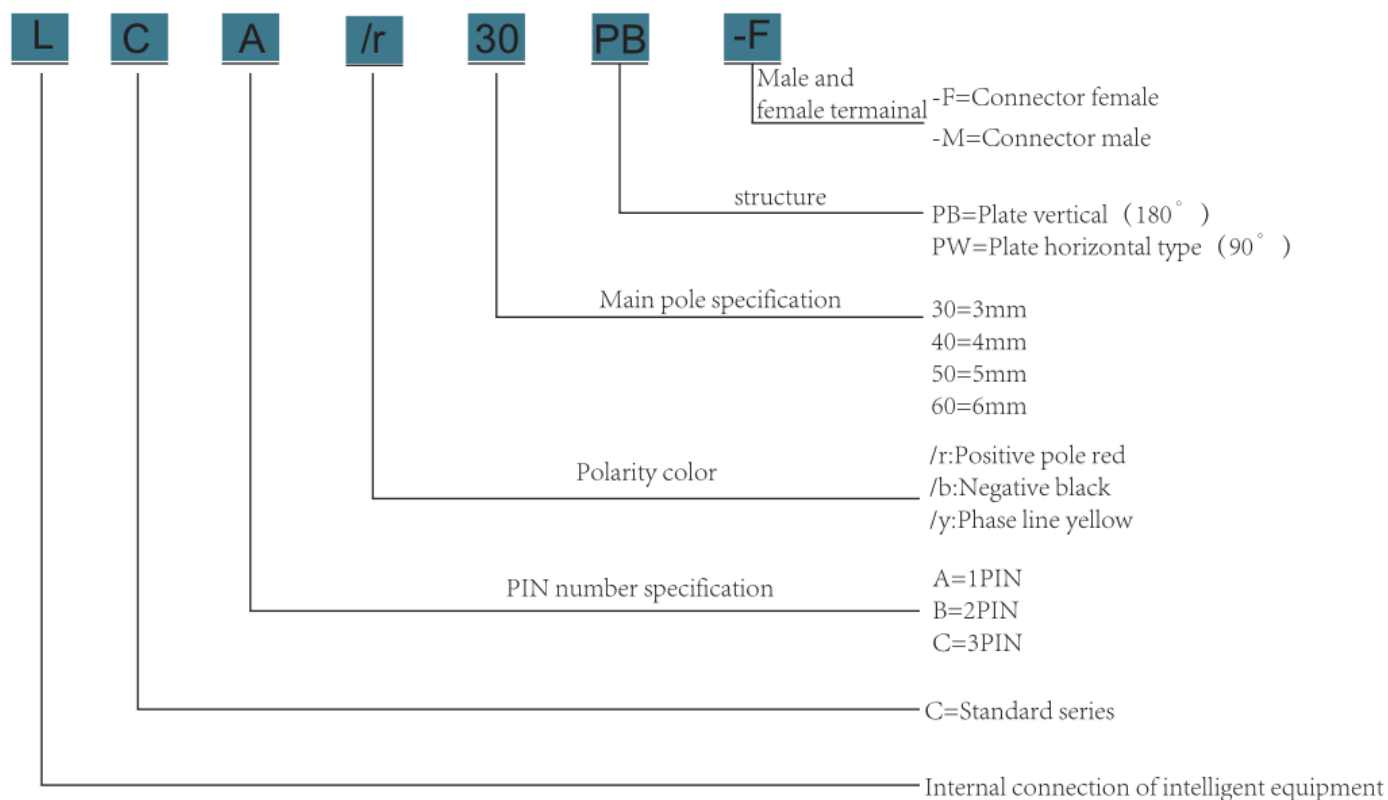 L C A /r 30 PB -F
Male and
female termainal
-F=Connector female
-M=Connector male
structure
PB=Plate vertical（180°）
PW=Plate horizontal type（90°）
Main pole specification
30=3mm
40=4mm
50=5mm
60=6mm
Polarity color
/r:Positive pole red
/b:Negative black
/y:Phase line yellow
PIN number specification
A=1PIN
B=2PIN
C=3PIN
C=Standard series
Internal connection of intelligent equipment